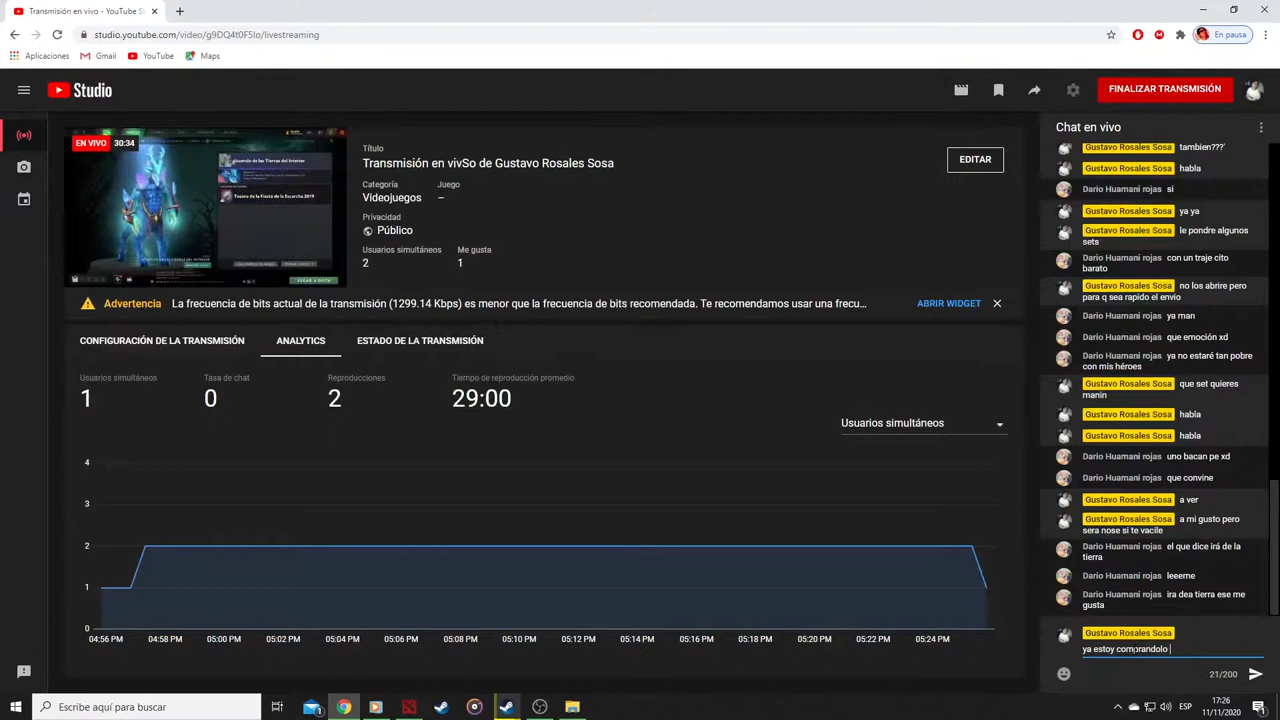 Transmisión en vivo - YouTube S
studio.youtube.com/video/g9DQ4t0F5Io/livestreaming
En pausa
Aplicaciones
Gmail
YouTube
Maps
Studio
FINALIZAR TRANSMISIÓN
EN VIVO
30:34
Tesoro de la Fiesta de la Escarcha 2019
Título
Transmisión en vivSo de Gustavo Rosales Sosa
EDITAR
Categoría
Juego
Videojuegos
–
Privacidad
Público
Usuarios simultáneos
Me gusta
2
1
Advertencia
La frecuencia de bits actual de la transmisión (1299.14 Kbps) es menor que la frecuencia de bits recomendada. Te recomendamos usar una frecu...
ABRIR WIDGET
CONFIGURACIÓN DE LA TRANSMISIÓN
ANALYTICS
ESTADO DE LA TRANSMISIÓN
Usuarios simultáneos
Tasa de chat
Reproducciones
Tiempo de reproducción promedio
1
0
2
29:00
Usuarios simultáneos
4
3
2
1
0
04:56 PM
04:58 PM
05:00 PM
05:02 PM
05:04 PM
05:06 PM
05:08 PM
05:10 PM
05:12 PM
05:14 PM
05:16 PM
05:18 PM
05:20 PM
05:22 PM
05:24 PM
Chat en vivo
Gustavo Rosales Sosa tambien???
Gustavo Rosales Sosa habla
Dario Huamani rojas si
Gustavo Rosales Sosa ya ya
Gustavo Rosales Sosa le pondre algunos
sets
Dario Huamani rojas con un traje cito
barato
Gustavo Rosales Sosa no los abrire pero
para q sea rapido el envio
Dario Huamani rojas ya man
Dario Huamani rojas que emoción xd
Dario Huamani rojas ya no estaré tan pobre
con mis héroes
Gustavo Rosales Sosa que set quieres
manin
Gustavo Rosales Sosa habla
Gustavo Rosales Sosa habla
Dario Huamani rojas uno bacan pe xd
Dario Huamani rojas que convine
Gustavo Rosales Sosa a ver
Gustavo Rosales Sosa a mi gusto pero
sera nose si te vacile
Dario Huamani rojas el que dice irá de la
tierra
Dario Huamani rojas leeeme
Dario Huamani rojas ira dea tierra ese me
gusta
Gustavo Rosales Sosa
ya estoy comprandolo
21/200
Escribe aquí para buscar
ESP
17:26
11/11/2020